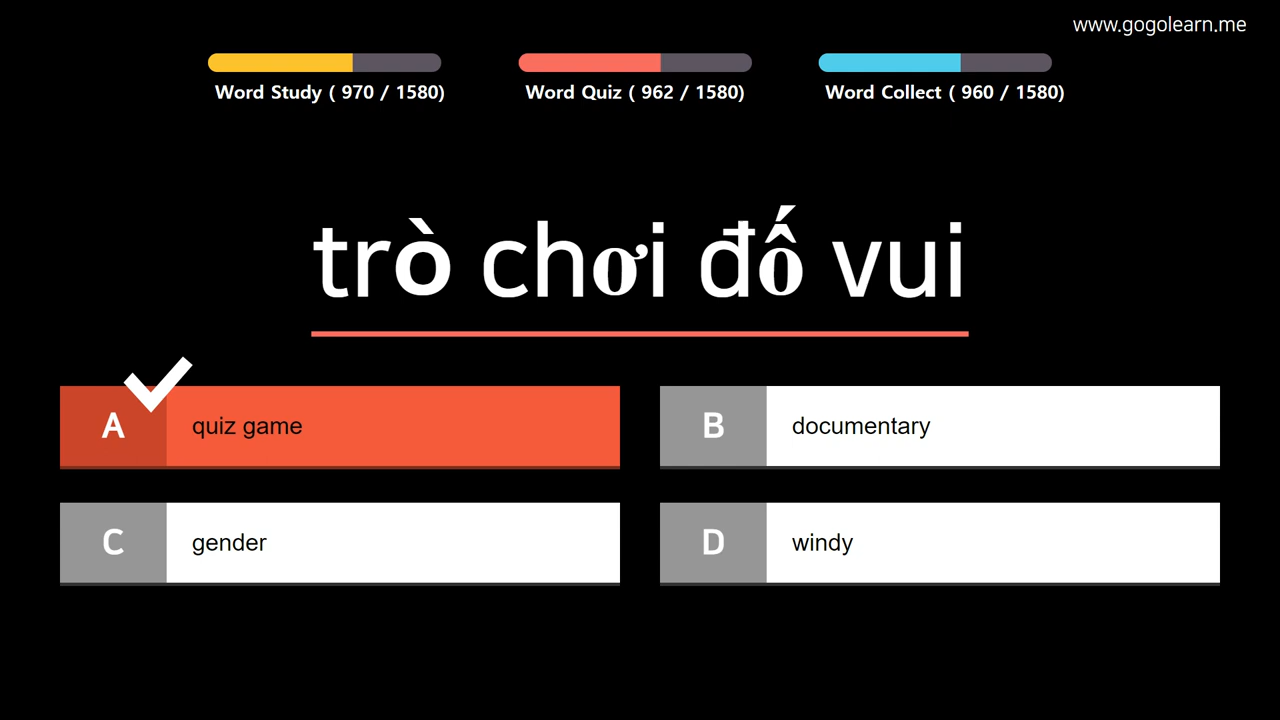 www.gogolearn.me
Word Study ( 970 / 1580)
Word Quiz ( 962 / 1580)
Word Collect ( 960 / 1580)
trò chơi đố vui
A quiz game
B documentary
C gender
D windy